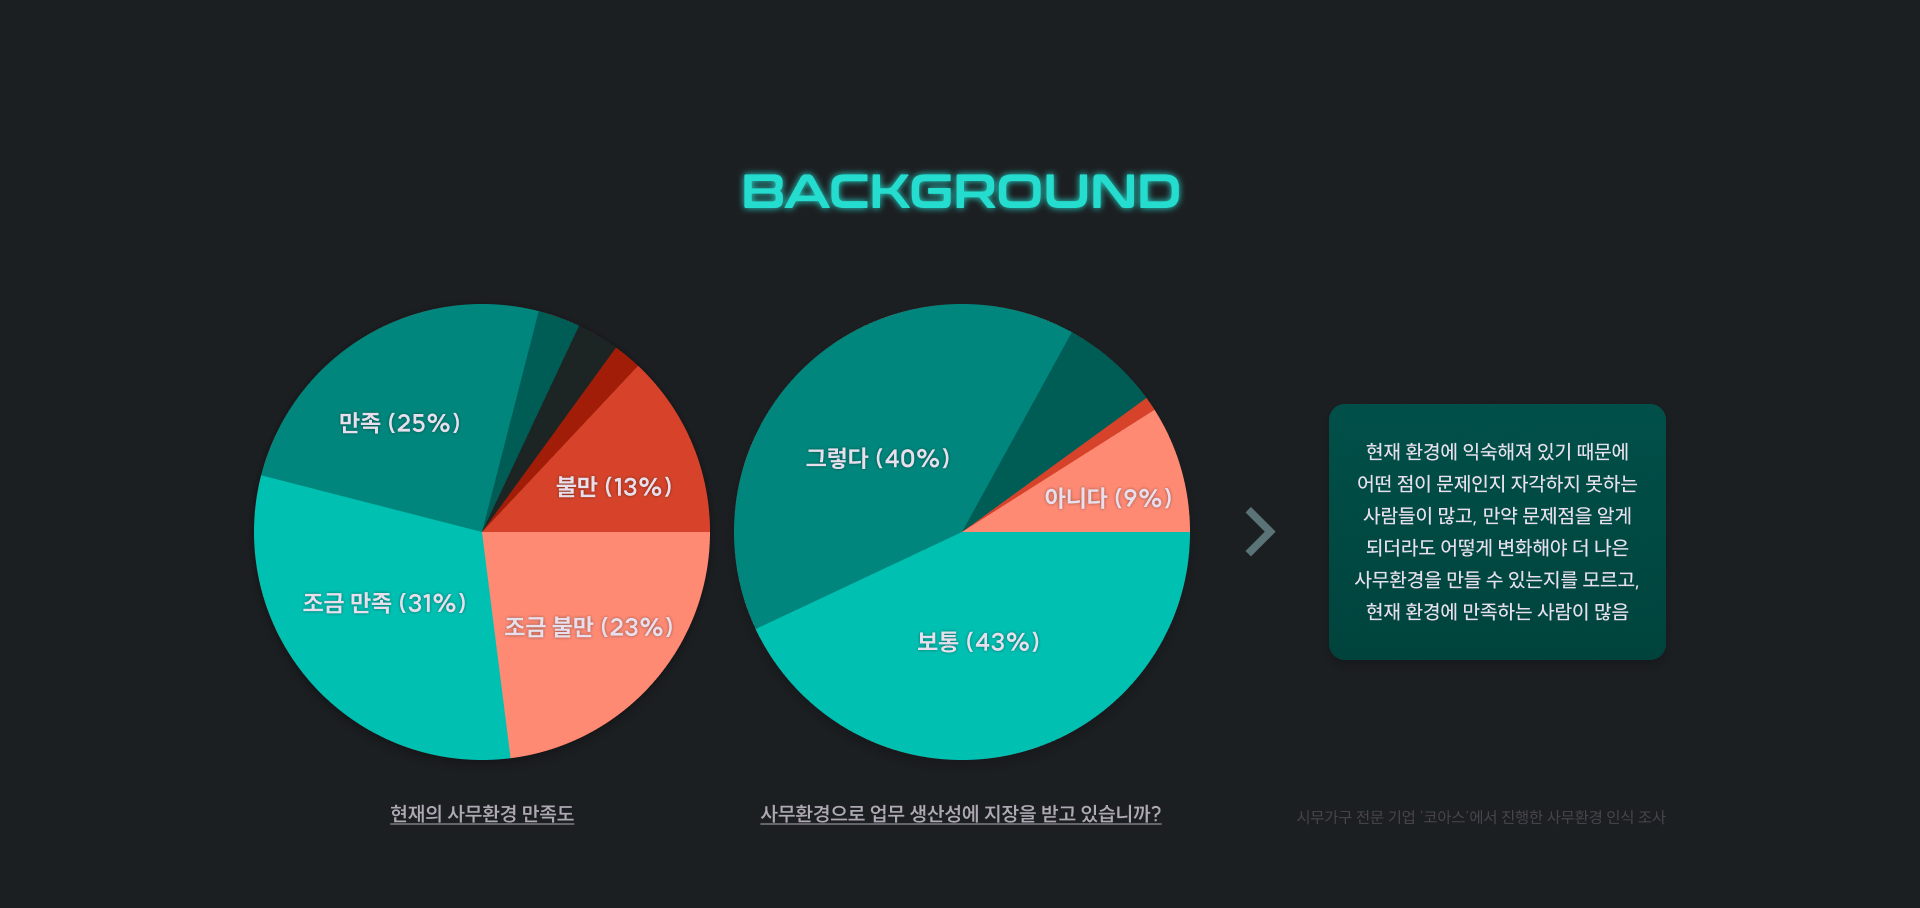 BACKGROUND
만족 (25%)
불만 (13%)
조금 만족 (31%)
조금 불만 (23%)
현재의 사무환경 만족도
그렇다 (40%)
아니다 (9%)
보통 (43%)
사무환경으로 업무 생산성에 지장을 받고 있습니까?
현재 환경에 익숙해져 있기 때문에
어떤 점이 문제인지 자각하지 못하는
사람들이 많고, 만약 문제점을 알게
되더라도 어떻게 변화해야 더 나은
사무환경을 만들 수 있는지를 모르고,
현재 환경에 만족하는 사람이 많음
시무가구 전문 기업 '코아스'에서 진행한 사무환경 인식 조사